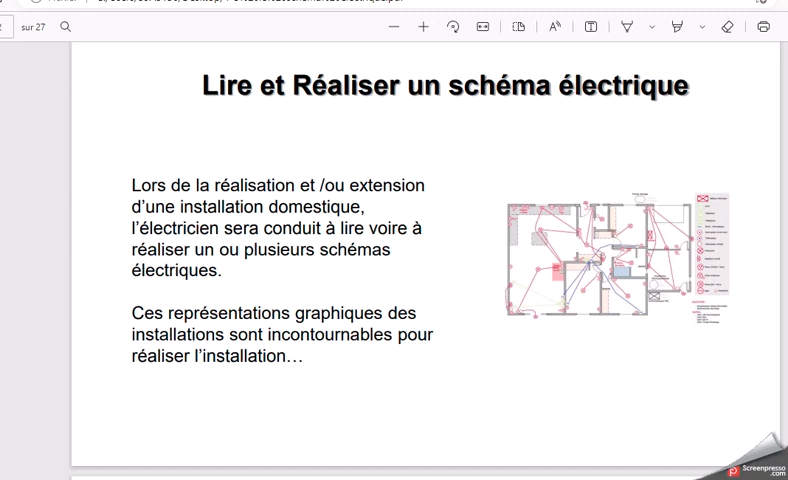 sur 27
Lire et Réaliser un schéma électrique
Lors de la réalisation et /ou extension
d’une installation domestique,
l’électricien sera conduit à lire voire à
réaliser un ou plusieurs schémas
électriques.
Ces représentations graphiques des
installations sont incontournables pour
réaliser l’installation…
Screenpresso
.com